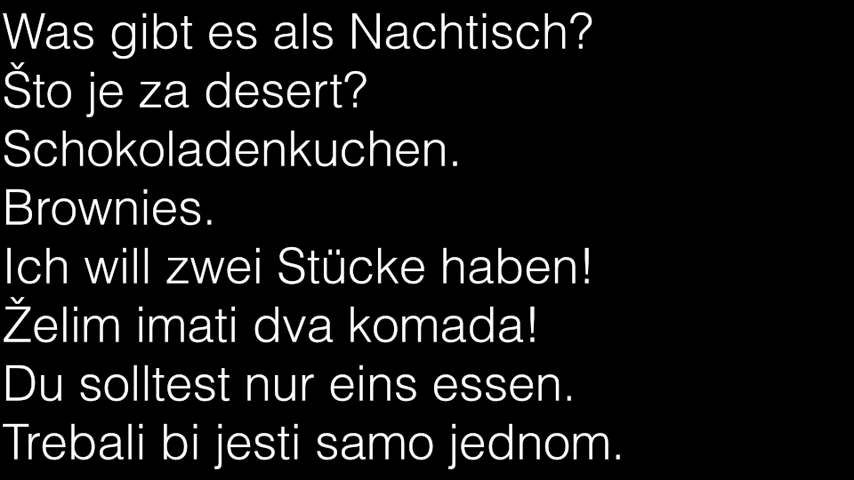 Was gibt es als Nachtisch?
Što je za desert?
Schokoladenkuchen.
Brownies.
Ich will zwei Stücke haben!
Želim imati dva komada!
Du solltest nur eins essen.
Trebali bi jesti samo jednom.